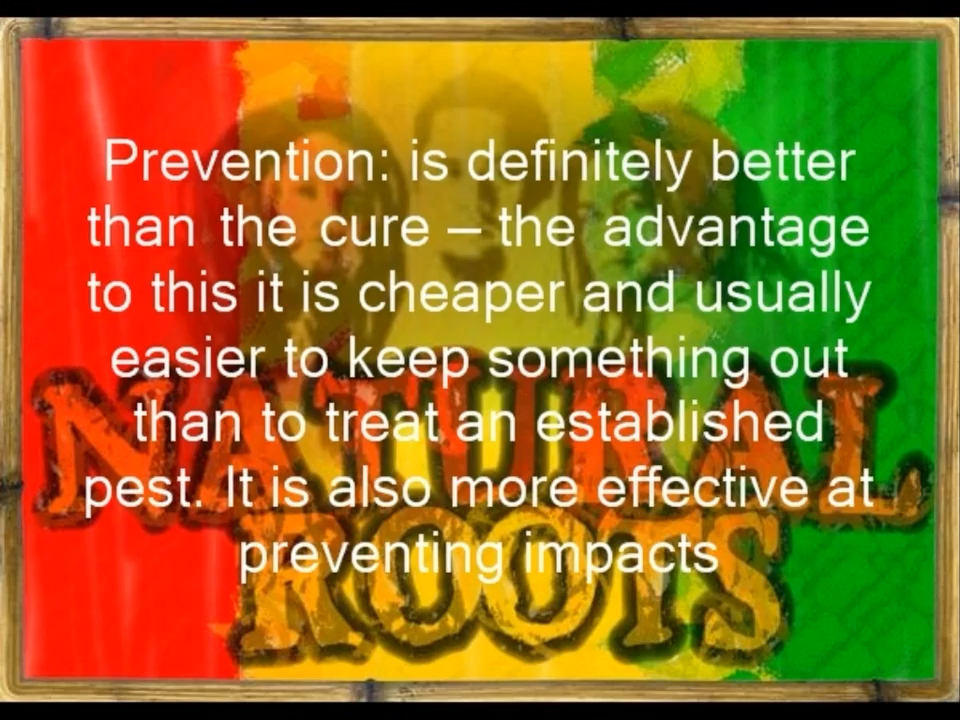 Prevention: is definitely better
than the cure – the advantage
to this it is cheaper and usually
easier to keep something out
than to treat an established
pest. It is also more effective at
preventing impacts
NATURAL
ROOTS